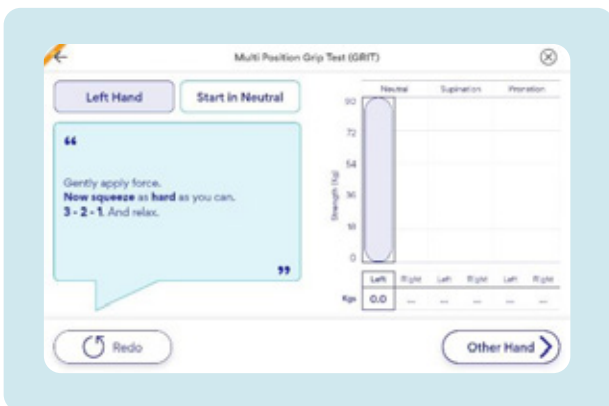 Multi Position Grip Test (GRIT)
Left Hand
Start in Neutral
“
Gently apply force.
Now squeeze as hard as you can.
3 - 2 - 1. And relax.
”
Neutral Supination Pronation
Strength (Kg)
90
72
54
36
18
0
Left Right Left Right Left Right
Kgs 0.0 -- -- -- -- --
Redo
Other Hand